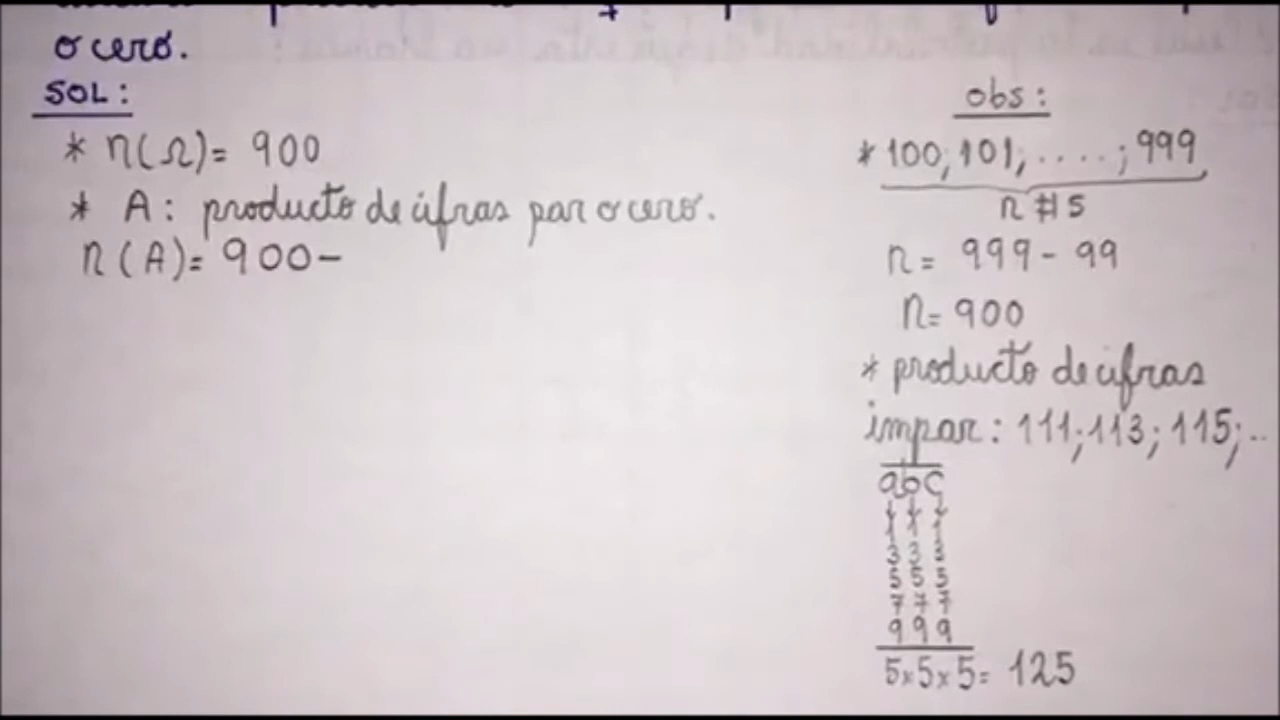 o cero.
SOL:
* n(Ω)= 900
* A: producto de cifras par o cero.
n(A)= 900-
obs:
* 100, 101, ....; 999
n #s
n = 999 - 99
n= 900
* producto de cifras
impar: 111; 113; 115; ..
abc
1 1 1
3 3 3
5 5 5
7 7 7
9 9 9
5x5x5= 125